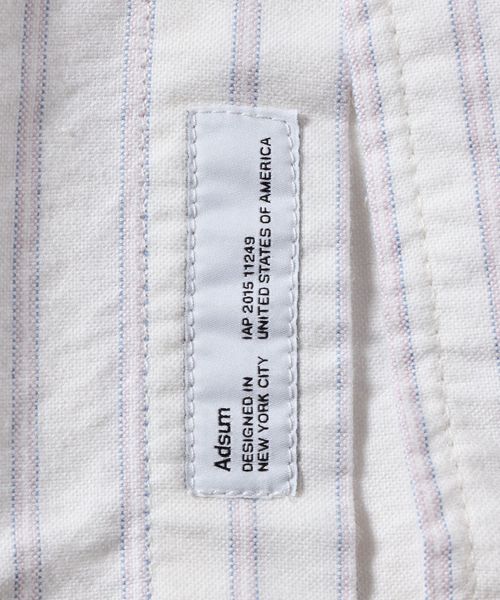 Adsum
DESIGNED IN IAP 2015 11249
NEW YORK CITY UNITED STATES OF AMERICA